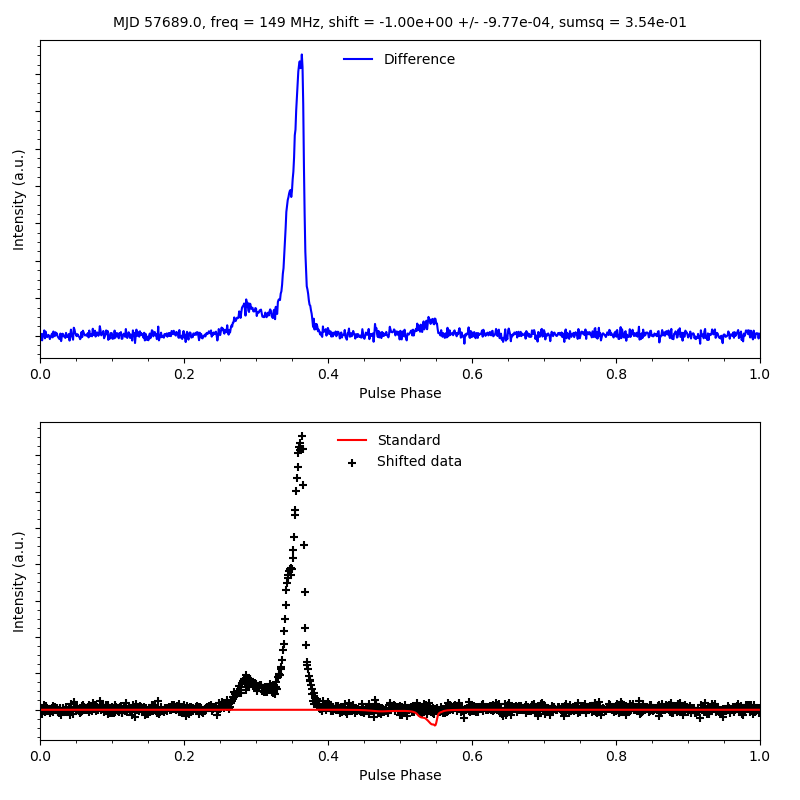 MJD 57689.0, freq = 149 MHz, shift = -1.00e+00 +/- -9.77e-04, sumsq = 3.54e-01
Difference
Intensity (a.u.)
0.0 0.2 0.4 0.6 0.8 1.0
Pulse Phase
Standard
Shifted data
Intensity (a.u.)
0.0 0.2 0.4 0.6 0.8 1.0
Pulse Phase